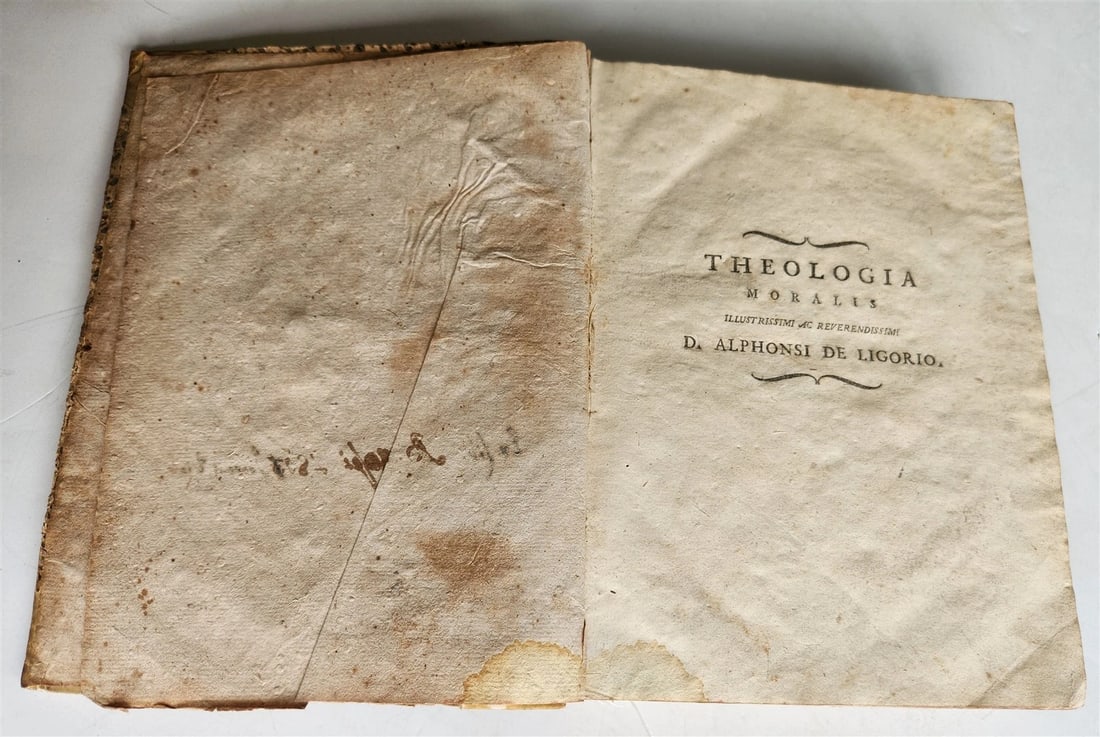 THEOLOGIA
MORALIS
ILLUSTRISSIMI AC REVERENDISSIMI
D. ALPHONSI DE LIGORIO.